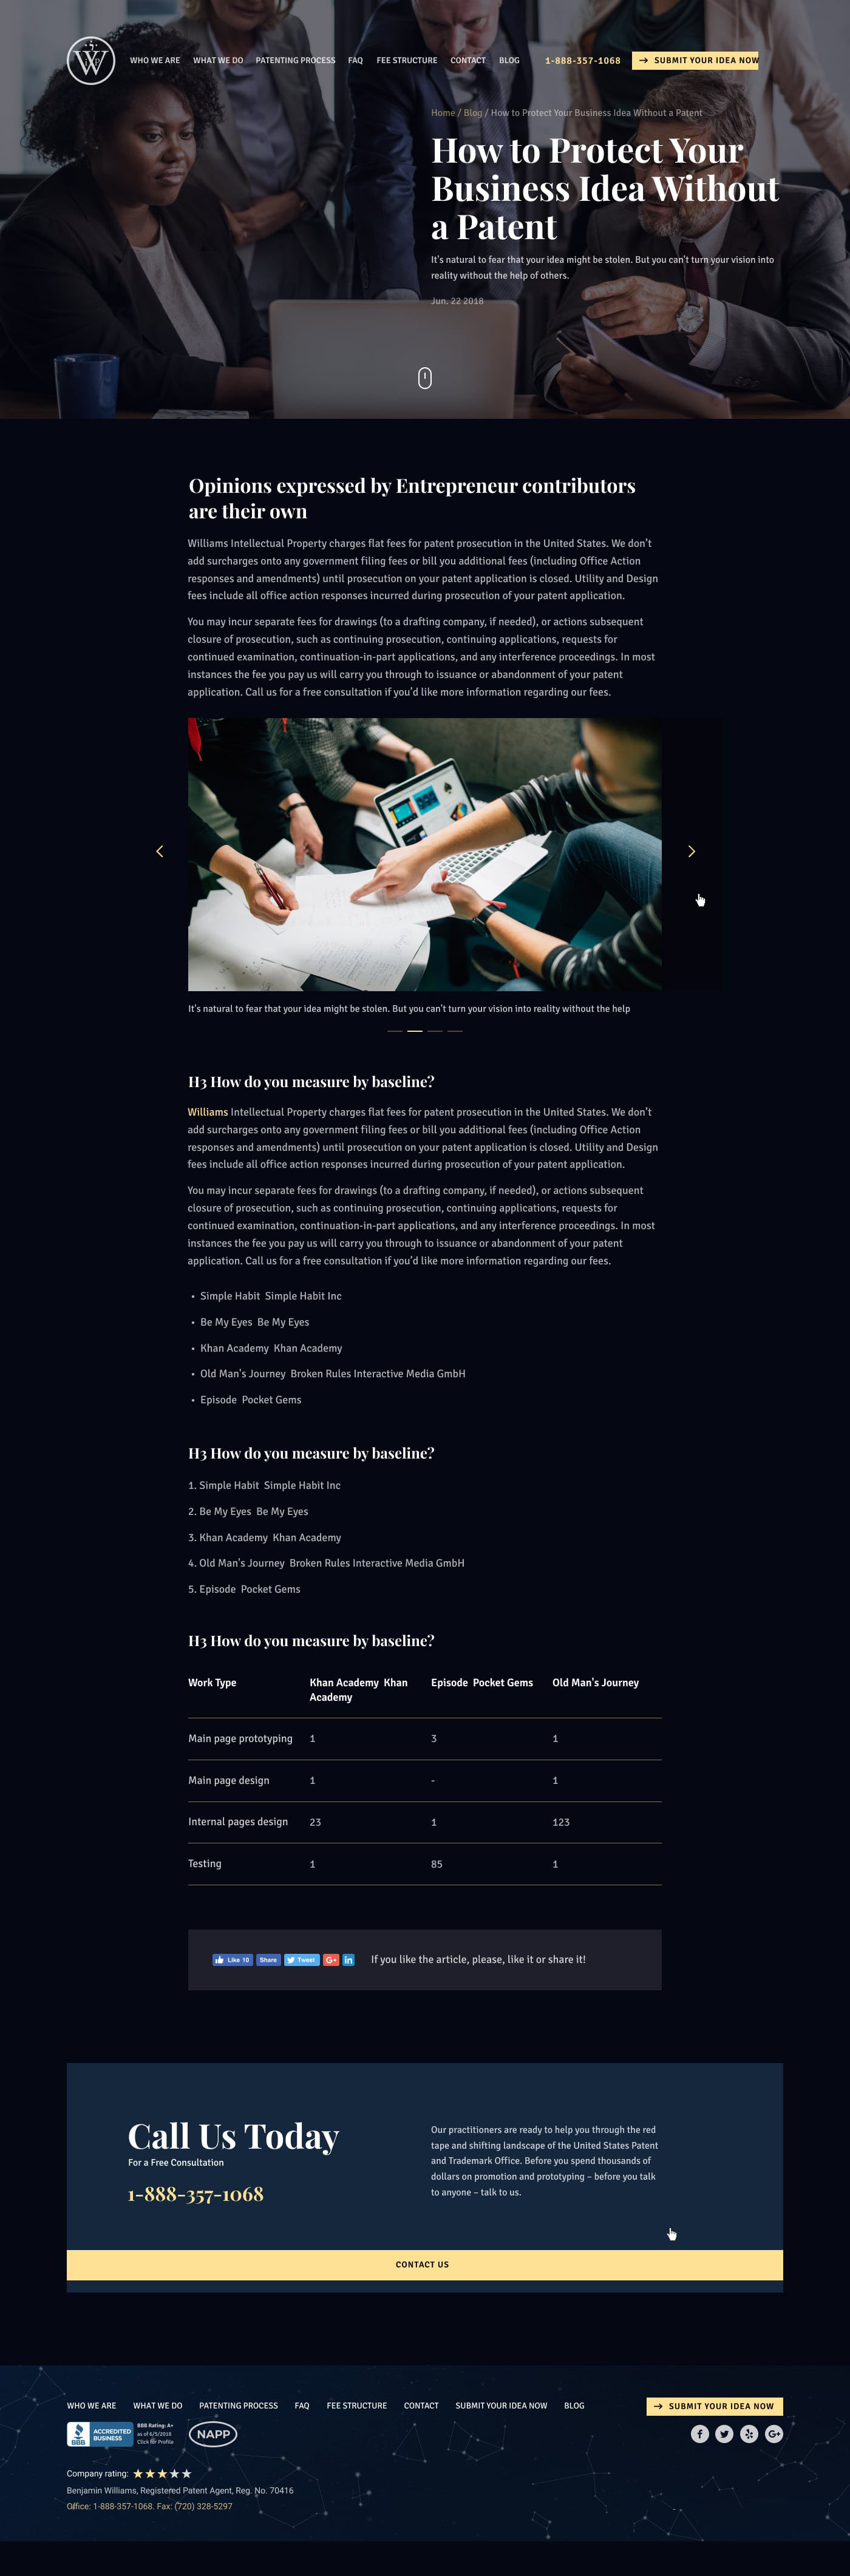 W
WHO WE ARE WHAT WE DO PATENTING PROCESS FAQ FEE STRUCTURE CONTACT BLOG 1-888-357-1068 → SUBMIT YOUR IDEA NOW
Home / Blog / How to Protect Your Business Idea Without a Patent
How to Protect Your
Business Idea Without
a Patent
It's natural to fear that your idea might be stolen. But you can't turn your vision into
reality without the help of others.
Jun. 22 2018
Opinions expressed by Entrepreneur contributors
are their own
Williams Intellectual Property charges flat fees for patent prosecution in the United States. We don't
add surcharges onto any government filing fees or bill you additional fees (including Office Action
responses and amendments) until prosecution on your patent application is closed. Utility and Design
fees include all office action responses incurred during prosecution of your patent application.
You may incur separate fees for drawings (to a drafting company, if needed), or actions subsequent
closure of prosecution, such as continuing prosecution, continuing applications, requests for
continued examination, continuation-in-part applications, and any interference proceedings. In most
instances the fee you pay us will carry you through to issuance or abandonment of your patent
application. Call us for a free consultation if you'd like more information regarding our fees.
It's natural to fear that your idea might be stolen. But you can't turn your vision into reality without the help
H3 How do you measure by baseline?
Williams Intellectual Property charges flat fees for patent prosecution in the United States. We don't
add surcharges onto any government filing fees or bill you additional fees (including Office Action
responses and amendments) until prosecution on your patent application is closed. Utility and Design
fees include all office action responses incurred during prosecution of your patent application.
You may incur separate fees for drawings (to a drafting company, if needed), or actions subsequent
closure of prosecution, such as continuing prosecution, continuing applications, requests for
continued examination, continuation-in-part applications, and any interference proceedings. In most
instances the fee you pay us will carry you through to issuance or abandonment of your patent
application. Call us for a free consultation if you'd like more information regarding our fees.
• Simple Habit Simple Habit Inc
• Be My Eyes Be My Eyes
• Khan Academy Khan Academy
• Old Man's Journey Broken Rules Interactive Media GmbH
• Episode Pocket Gems
H3 How do you measure by baseline?
1. Simple Habit Simple Habit Inc
2. Be My Eyes Be My Eyes
3. Khan Academy Khan Academy
4. Old Man's Journey Broken Rules Interactive Media GmbH
5. Episode Pocket Gems
H3 How do you measure by baseline?
Work Type Khan Academy Khan Academy Episode Pocket Gems Old Man's Journey
Main page prototyping 1 3 1
Main page design 1 - 1
Internal pages design 23 1 123
Testing 1 85 1
Like 10 Share Tweet G+ in If you like the article, please, like it or share it!
Call Us Today
For a Free Consultation
1-888-357-1068
Our practitioners are ready to help you through the red
tape and shifting landscape of the United States Patent
and Trademark Office. Before you spend thousands of
dollars on promotion and prototyping – before you talk
to anyone – talk to us.
CONTACT US
WHO WE ARE WHAT WE DO PATENTING PROCESS FAQ FEE STRUCTURE CONTACT SUBMIT YOUR IDEA NOW BLOG → SUBMIT YOUR IDEA NOW
BBB ACCREDITED BUSINESS
BBB Rating: A+
as of 6/5/2018
Click for Profile
NAPP
f G+
Company rating:
Benjamin Williams, Registered Patent Agent, Reg. No. 70416
Office: 1-888-357-1068. Fax: (720) 328-5297